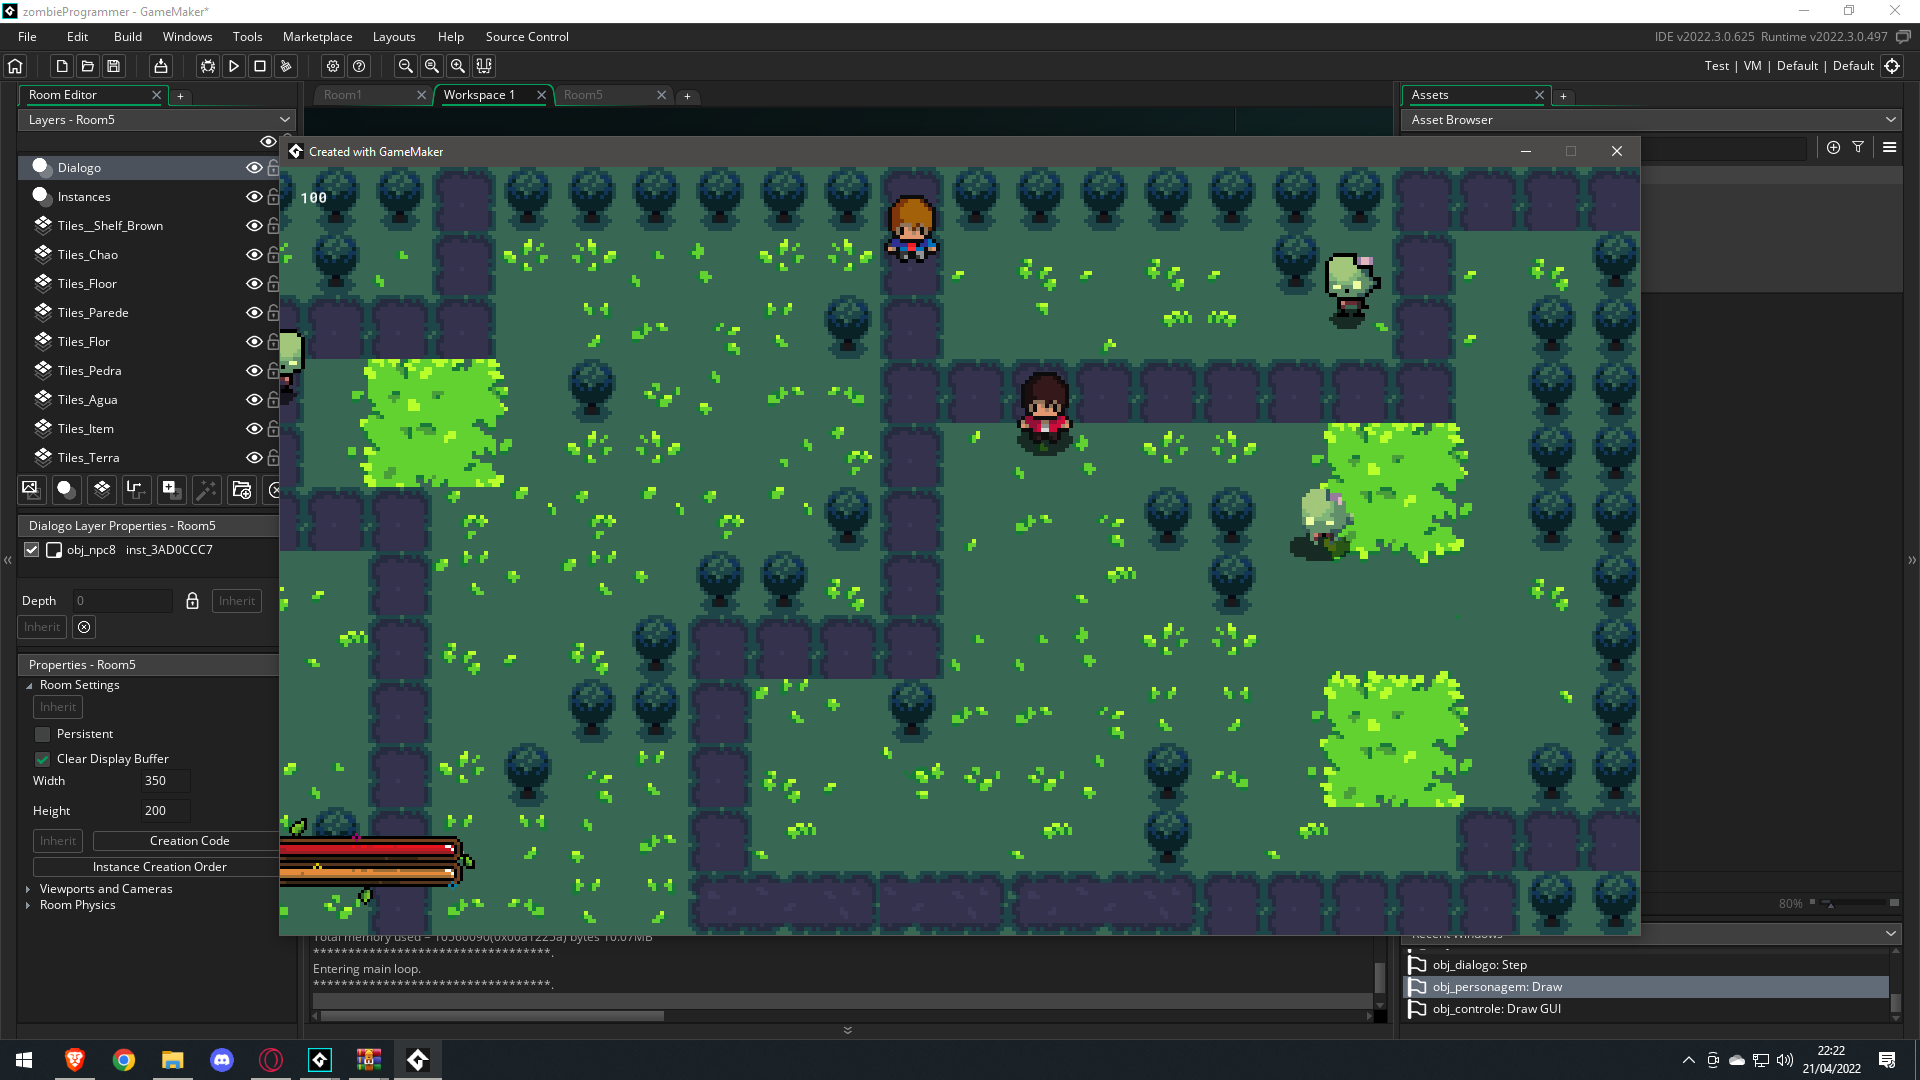 zombieProgrammer - GameMaker*
File Edit Build Windows Tools Marketplace Layouts Help Source Control
IDE v2022.3.0.625 Runtime v2022.3.0.497
Test | VM | Default | Default
Room Editor
Room1
Workspace 1
Room5
Assets
Layers - Room5
Asset Browser
Created with GameMaker
Dialogo
100
Instances
Tiles__Shelf_Brown
Tiles_Chao
Tiles_Floor
Tiles_Parede
Tiles_Flor
Tiles_Pedra
Tiles_Agua
Tiles_Item
Tiles_Terra
Dialogo Layer Properties - Room5
obj_npc8 inst_3AD0CCC7
Depth 0 Inherit
Inherit
Properties - Room5
Room Settings
Inherit
Persistent
Clear Display Buffer
Width 350
Height 200
Inherit Creation Code
Instance Creation Order
Viewports and Cameras
Room Physics
80%
Total memory used = 10560090(0x00a1225a) bytes 10.07MB
**********************************.
Entering main loop.
**********************************.
Recent Windows
obj_dialogo: Step
obj_personagem: Draw
obj_controle: Draw GUI
22:22
21/04/2022